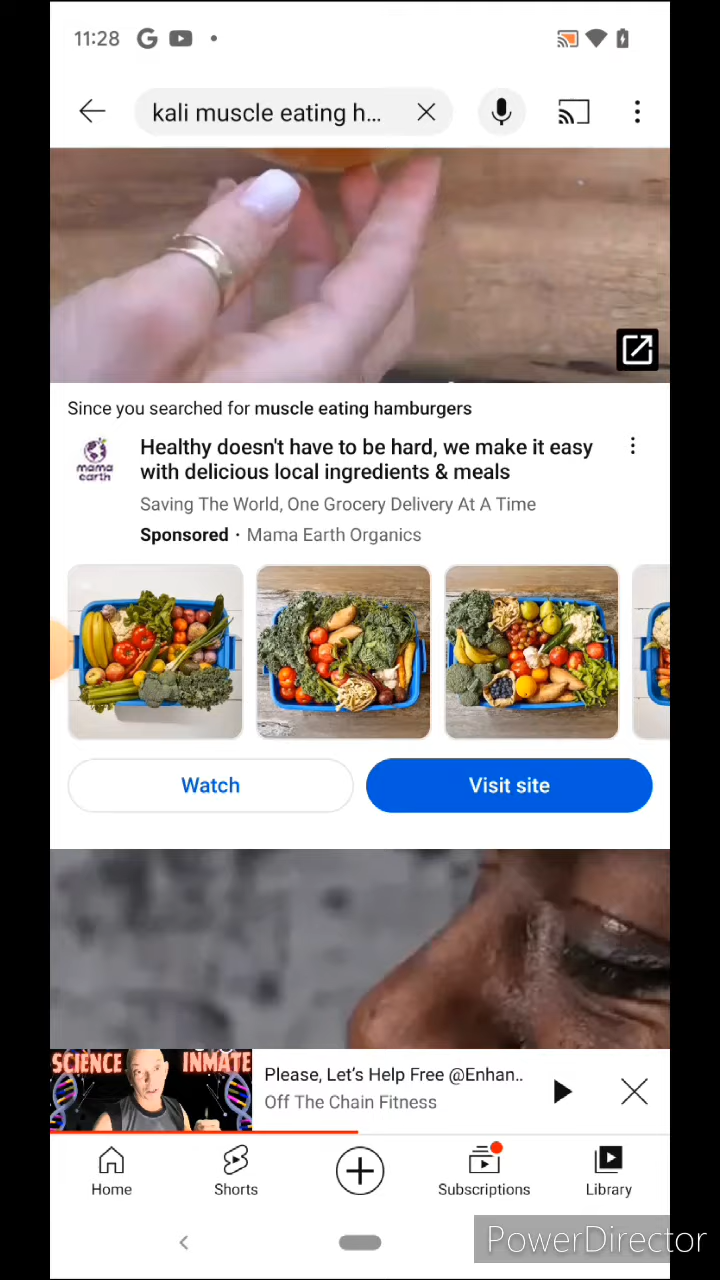 11:28
kali muscle eating h...
Since you searched for muscle eating hamburgers
mama
earth
Healthy doesn't have to be hard, we make it easy
with delicious local ingredients & meals
Saving The World, One Grocery Delivery At A Time
Sponsored · Mama Earth Organics
Watch
Visit site
SCIENCE INMATE
Please, Let's Help Free @Enhan..
Off The Chain Fitness
Home
Shorts
Subscriptions
Library
PowerDirector